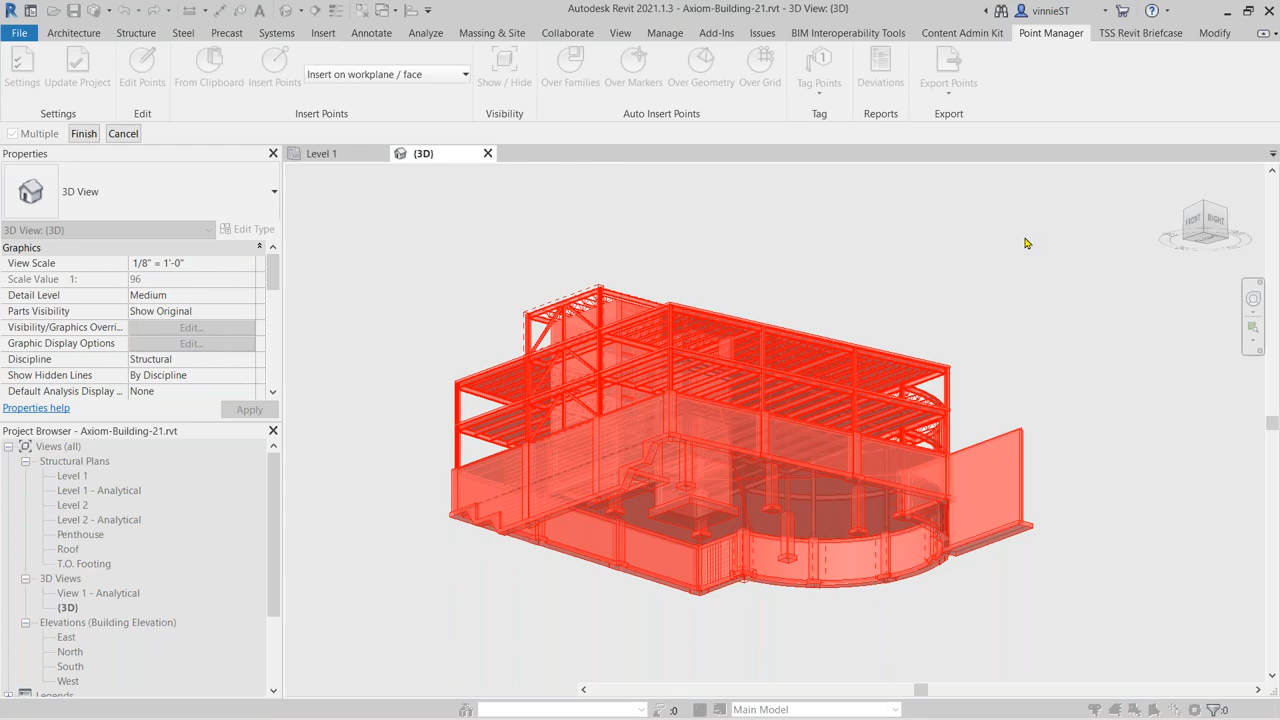 Autodesk Revit 2021.1.3 - Axiom-Building-21.rvt - 3D View: {3D}
vinnieST
File Architecture Structure Steel Precast Systems Insert Annotate Analyze Massing & Site Collaborate View Manage Add-Ins Issues BIM Interoperability Tools Content Admin Kit Point Manager TSS Revit Briefcase Modify
Settings Update Project Edit Points From Clipboard Insert Points Insert on workplane / face Show / Hide Over Families Over Markers Over Geometry Over Grid Tag Points Deviations Export Points
Settings Edit Insert Points Visibility Auto Insert Points Tag Reports Export
Multiple Finish Cancel
Properties
Level 1
{3D}
3D View
3D View: {3D}
Edit Type
Graphics
View Scale 1/8" = 1'-0"
Scale Value 1: 96
Detail Level Medium
Parts Visibility Show Original
Visibility/Graphics Overri... Edit...
Graphic Display Options Edit...
Discipline Structural
Show Hidden Lines By Discipline
Default Analysis Display ... None
Properties help
Apply
Project Browser - Axiom-Building-21.rvt
Views (all)
Structural Plans
Level 1
Level 1 - Analytical
Level 2
Level 2 - Analytical
Penthouse
Roof
T.O. Footing
3D Views
View 1 - Analytical
{3D}
Elevations (Building Elevation)
East
North
South
West
Legends
FRONT RIGHT
:0
Main Model
:0